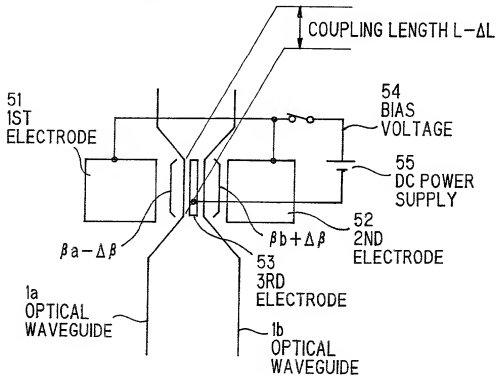 COUPLING LENGTH L-ΔL
51
1ST
ELECTRODE
54
BIAS
VOLTAGE
55
DC POWER
SUPPLY
βa-Δβ
βb+Δβ
52
2ND
ELECTRODE
53
3RD
ELECTRODE
1a
OPTICAL
WAVEGUIDE
1b
OPTICAL
WAVEGUIDE